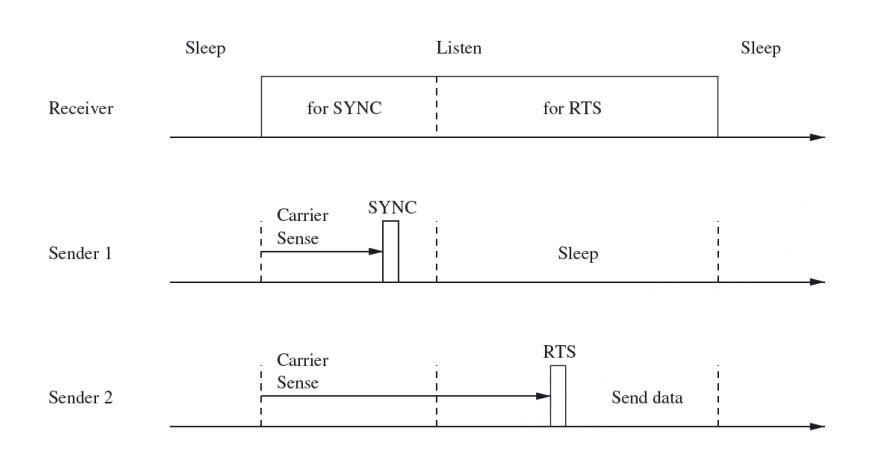 Sleep Listen Sleep
Receiver for SYNC for RTS
SYNC
Carrier
Sense
Sender 1 Sleep
RTS
Carrier
Sense
Sender 2 Send data